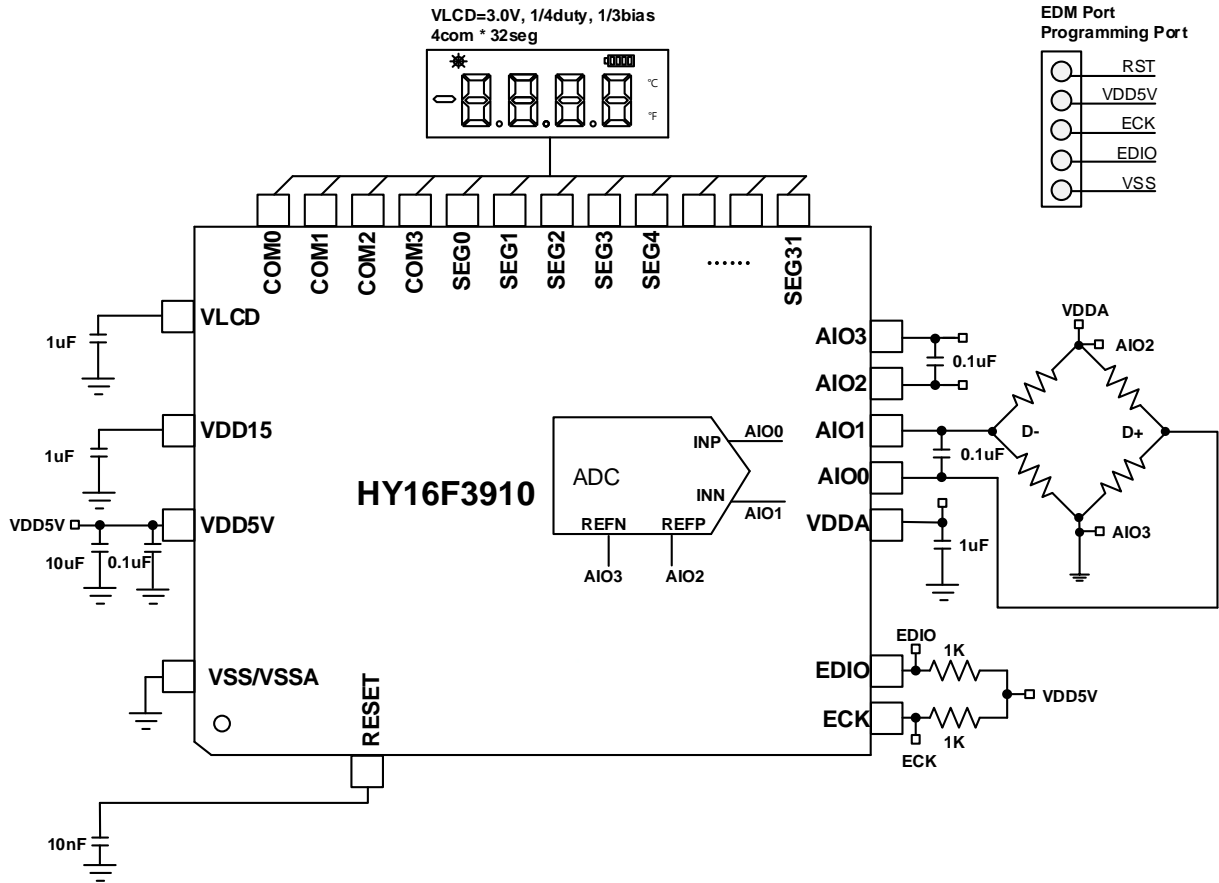 VLCD=3.0V, 1/4duty, 1/3bias
4com * 32seg
EDM Port
Programming Port
RST
VDD5V
ECK
EDIO
VSS
℃
℉
COM0
COM1
COM2
COM3
SEG0
SEG1
SEG2
SEG3
SEG4
......
SEG31
VLCD
1uF
VDD15
1uF
VDD5V
VDD5V
10uF
0.1uF
VSS/VSSA
RESET
10nF
HY16F3910
ADC
INP
AIO0
INN
AIO1
REFN
REFP
AIO3
AIO2
AIO3
0.1uF
AIO2
AIO1
0.1uF
AIO0
VDDA
1uF
VDDA
AIO2
D-
D+
AIO3
EDIO
EDIO
1K
VDD5V
ECK
1K
ECK